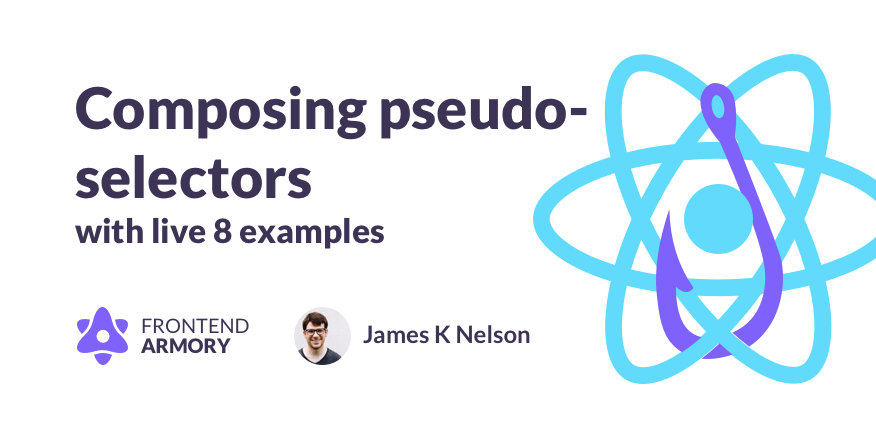 Composing pseudo-
selectors
with live 8 examples
FRONTEND
ARMORY
James K Nelson